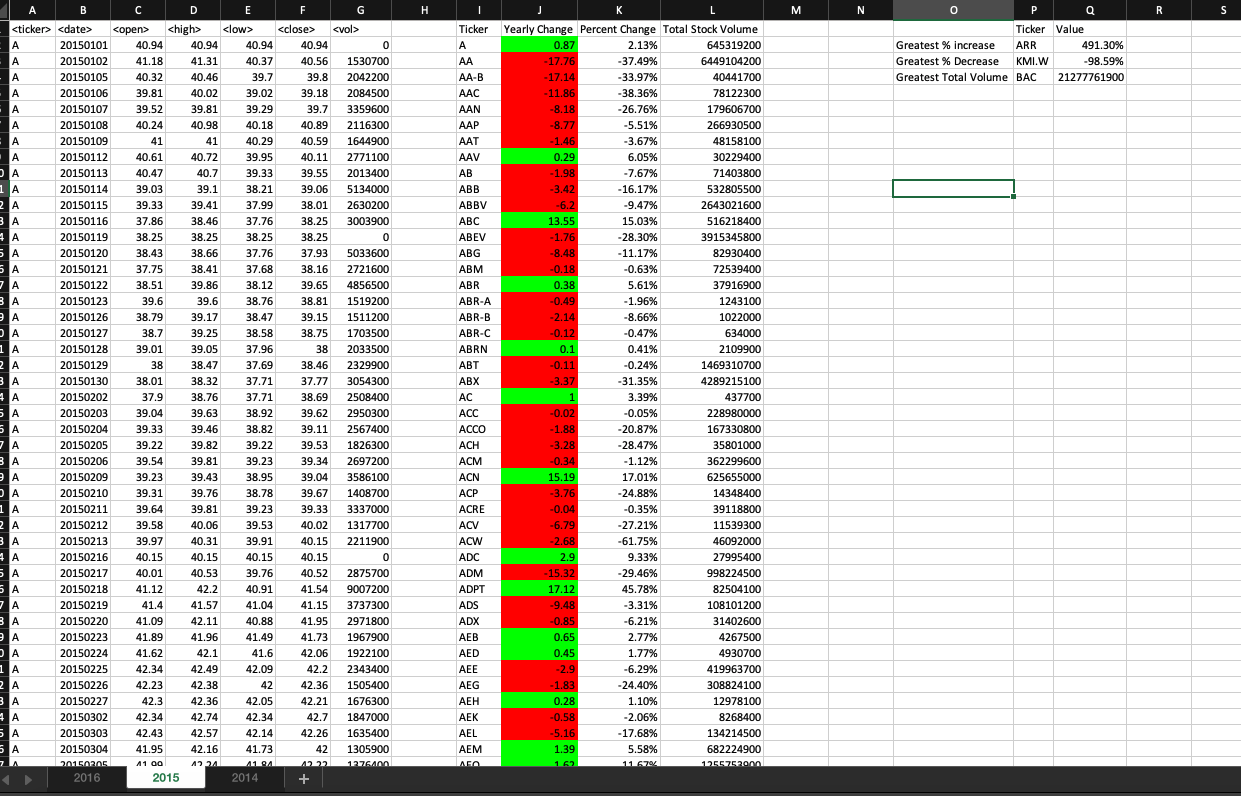 A B C D E F G H I J K L M N O P Q R S
<ticker> <date> <open> <high> <low> <close> <vol> Ticker Yearly Change Percent Change Total Stock Volume Ticker Value
A 20150101 40.94 40.94 40.94 40.94 0 A 0.87 2.13% 645319200 Greatest % increase ARR 491.30%
A 20150102 41.18 41.31 40.37 40.56 1530700 AA -17.76 -37.49% 6449104200 Greatest % Decrease KMI.W -98.59%
A 20150105 40.32 40.46 39.7 39.8 2042200 AA-B -17.14 -33.97% 40441700 Greatest Total Volume BAC 21277761900
A 20150106 39.81 40.02 39.02 39.18 2084500 AAC -11.86 -38.36% 78122300
A 20150107 39.52 39.81 39.29 39.7 3359600 AAN -8.18 -26.76% 179606700
A 20150108 40.24 40.98 40.18 40.89 2116300 AAP -8.77 -5.51% 266930500
A 20150109 41 41 40.29 40.59 1644900 AAT -1.46 -3.67% 48158100
A 20150112 40.61 40.72 39.95 40.11 2771100 AAV 0.29 6.05% 30229400
A 20150113 40.47 40.7 39.33 39.55 2013400 AB -1.98 -7.67% 71403800
A 20150114 39.03 39.1 38.21 39.06 5134000 ABB -3.42 -16.17% 532805500
A 20150115 39.33 39.41 37.99 38.01 2630200 ABBV -6.2 -9.47% 2643021600
A 20150116 37.86 38.46 37.76 38.25 3003900 ABC 13.55 15.03% 516218400
A 20150119 38.25 38.25 38.25 38.25 0 ABEV -1.76 -28.30% 3915345800
A 20150120 38.43 38.66 37.76 37.93 5033600 ABG -8.48 -11.17% 82930400
A 20150121 37.75 38.41 37.68 38.16 2721600 ABM -0.18 -0.63% 72539400
A 20150122 38.51 39.86 38.12 39.65 4856500 ABR 0.38 5.61% 37916900
A 20150123 39.6 39.6 38.76 38.81 1519200 ABR-A -0.49 -1.96% 1243100
A 20150126 38.79 39.17 38.47 39.15 1511200 ABR-B -2.14 -8.66% 1022000
A 20150127 38.7 39.25 38.58 38.75 1703500 ABR-C -0.12 -0.47% 634000
A 20150128 39.01 39.05 37.96 38 2033500 ABRN 0.1 0.41% 2109900
A 20150129 38 38.47 37.69 38.46 2329900 ABT -0.11 -0.24% 1469310700
A 20150130 38.01 38.32 37.71 37.77 3054300 ABX -3.37 -31.35% 4289215100
A 20150202 37.9 38.76 37.71 38.69 2508400 AC 1 3.39% 437700
A 20150203 39.04 39.63 38.92 39.62 2950300 ACC -0.02 -0.05% 228980000
A 20150204 39.33 39.46 38.82 39.11 2567400 ACCO -1.88 -20.87% 167330800
A 20150205 39.22 39.82 39.22 39.53 1826300 ACH -3.28 -28.47% 35801000
A 20150206 39.54 39.81 39.23 39.34 2697200 ACM -0.34 -1.12% 362299600
A 20150209 39.23 39.43 38.95 39.04 3586100 ACN 15.19 17.01% 625655000
A 20150210 39.31 39.76 38.78 39.67 1408700 ACP -3.76 -24.88% 14348400
A 20150211 39.64 39.81 39.23 39.33 3337000 ACRE -0.04 -0.35% 39118800
A 20150212 39.58 40.06 39.53 40.02 1317700 ACV -6.79 -27.21% 11539300
A 20150213 39.97 40.31 39.91 40.15 2211900 ACW -2.68 -61.75% 46092000
A 20150216 40.15 40.15 40.15 40.15 0 ADC 2.9 9.33% 27995400
A 20150217 40.01 40.53 39.76 40.52 2875700 ADM -15.32 -29.46% 998224500
A 20150218 41.12 42.2 40.91 41.54 9007200 ADPT 17.12 45.78% 82504100
A 20150219 41.4 41.57 41.04 41.15 3737300 ADS -9.48 -3.31% 108101200
A 20150220 41.09 42.11 40.88 41.95 2971800 ADX -0.85 -6.21% 31402600
A 20150223 41.89 41.96 41.49 41.73 1967900 AEB 0.65 2.77% 4267500
A 20150224 41.62 42.1 41.6 42.06 1922100 AED 0.45 1.77% 4930700
A 20150225 42.34 42.49 42.09 42.2 2343400 AEE -2.9 -6.29% 419963700
A 20150226 42.23 42.38 42 42.36 1505400 AEG -1.83 -24.40% 308824100
A 20150227 42.3 42.36 42.05 42.21 1676300 AEH 0.28 1.10% 12978100
A 20150302 42.34 42.74 42.34 42.7 1847000 AEK -0.58 -2.06% 8268400
A 20150303 42.43 42.57 42.14 42.26 1635400 AEL -5.16 -17.68% 134214500
A 20150304 41.95 42.16 41.73 42 1305900 AEM 1.39 5.58% 682224900
A 20150305 41.99 42.24 41.84 42.22 1376400 AEO 1.62 11.67% 1255753900
2016 2015 2014 +